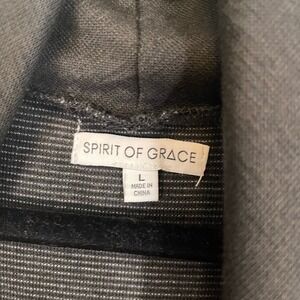 SPIRIT OF GRACE
L
MADE IN
CHINA